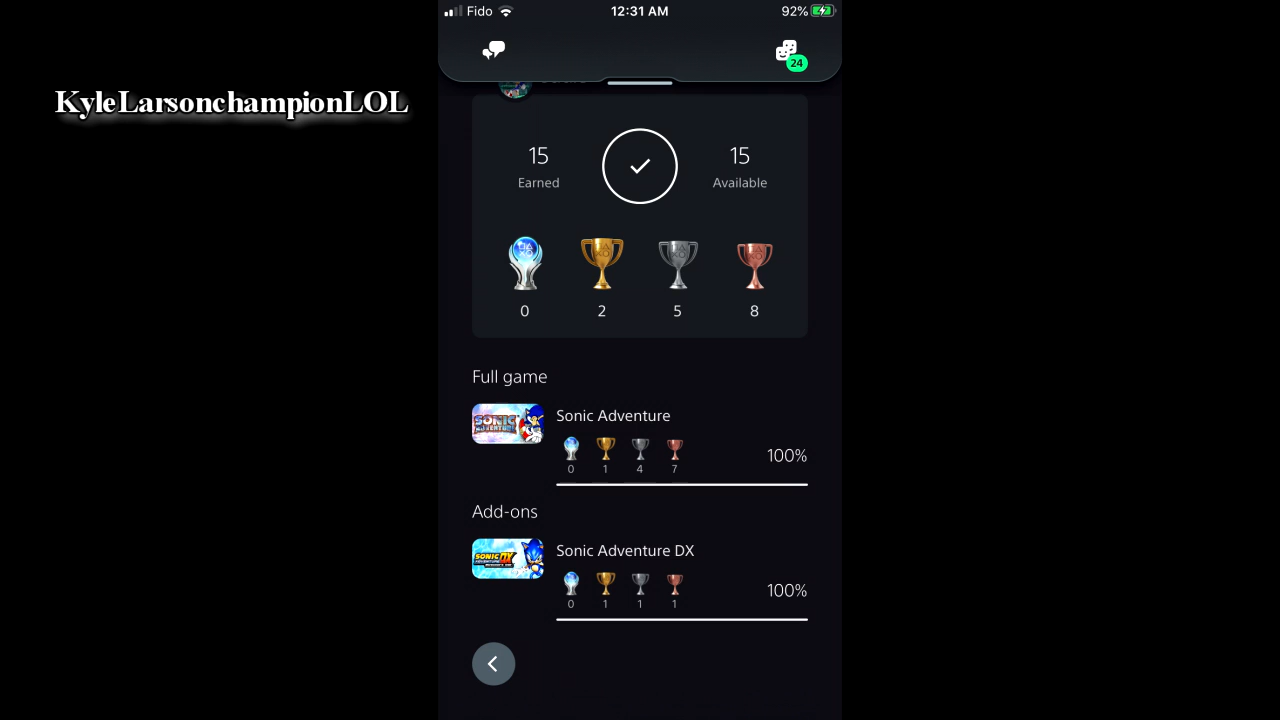 Fido 12:31 AM 92%
24
KyleLarsonchampionLOL
15 15
Earned Available
0 2 5 8
Full game
Sonic Adventure
0 1 4 7
100%
Add-ons
Sonic Adventure DX
0 1 1 1
100%